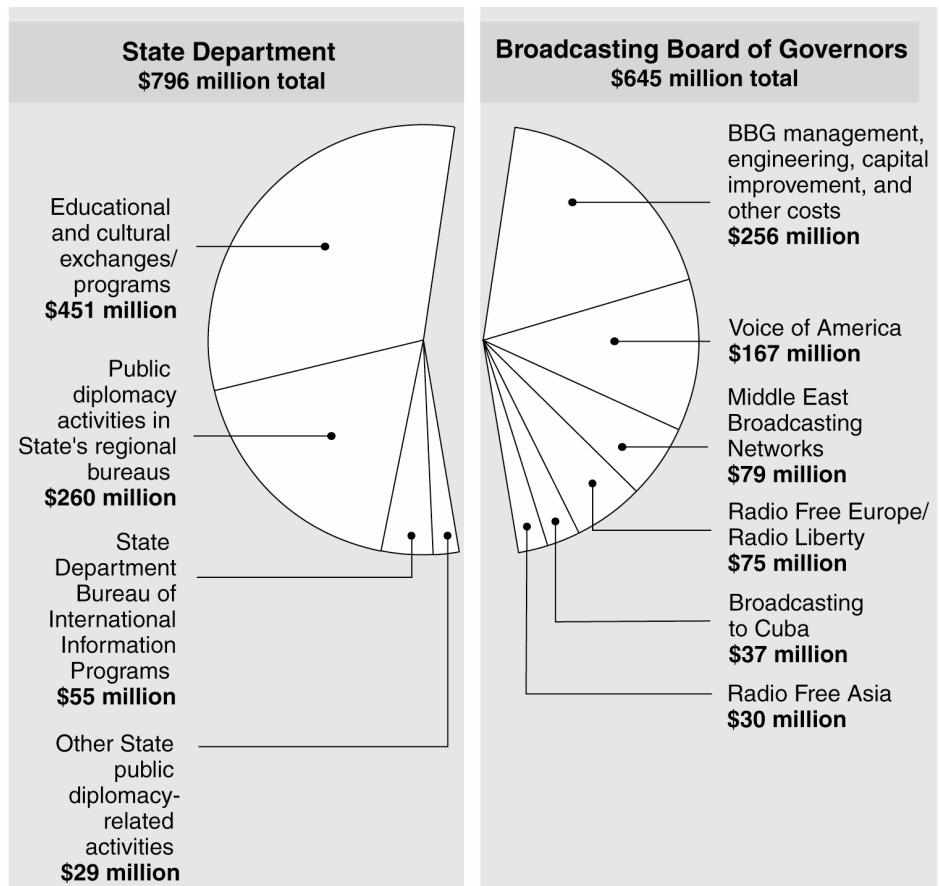 State Department
$796 million total
Educational
and cultural
exchanges/
programs
$451 million
Public
diplomacy
activities in
State's regional
bureaus
$260 million
State
Department
Bureau of
International
Information
Programs
$55 million
Other State
public
diplomacy-
related
activities
$29 million
Broadcasting Board of Governors
$645 million total
BBG management,
engineering, capital
improvement, and
other costs
$256 million
Voice of America
$167 million
Middle East
Broadcasting
Networks
$79 million
Radio Free Europe/
Radio Liberty
$75 million
Broadcasting
to Cuba
$37 million
Radio Free Asia
$30 million